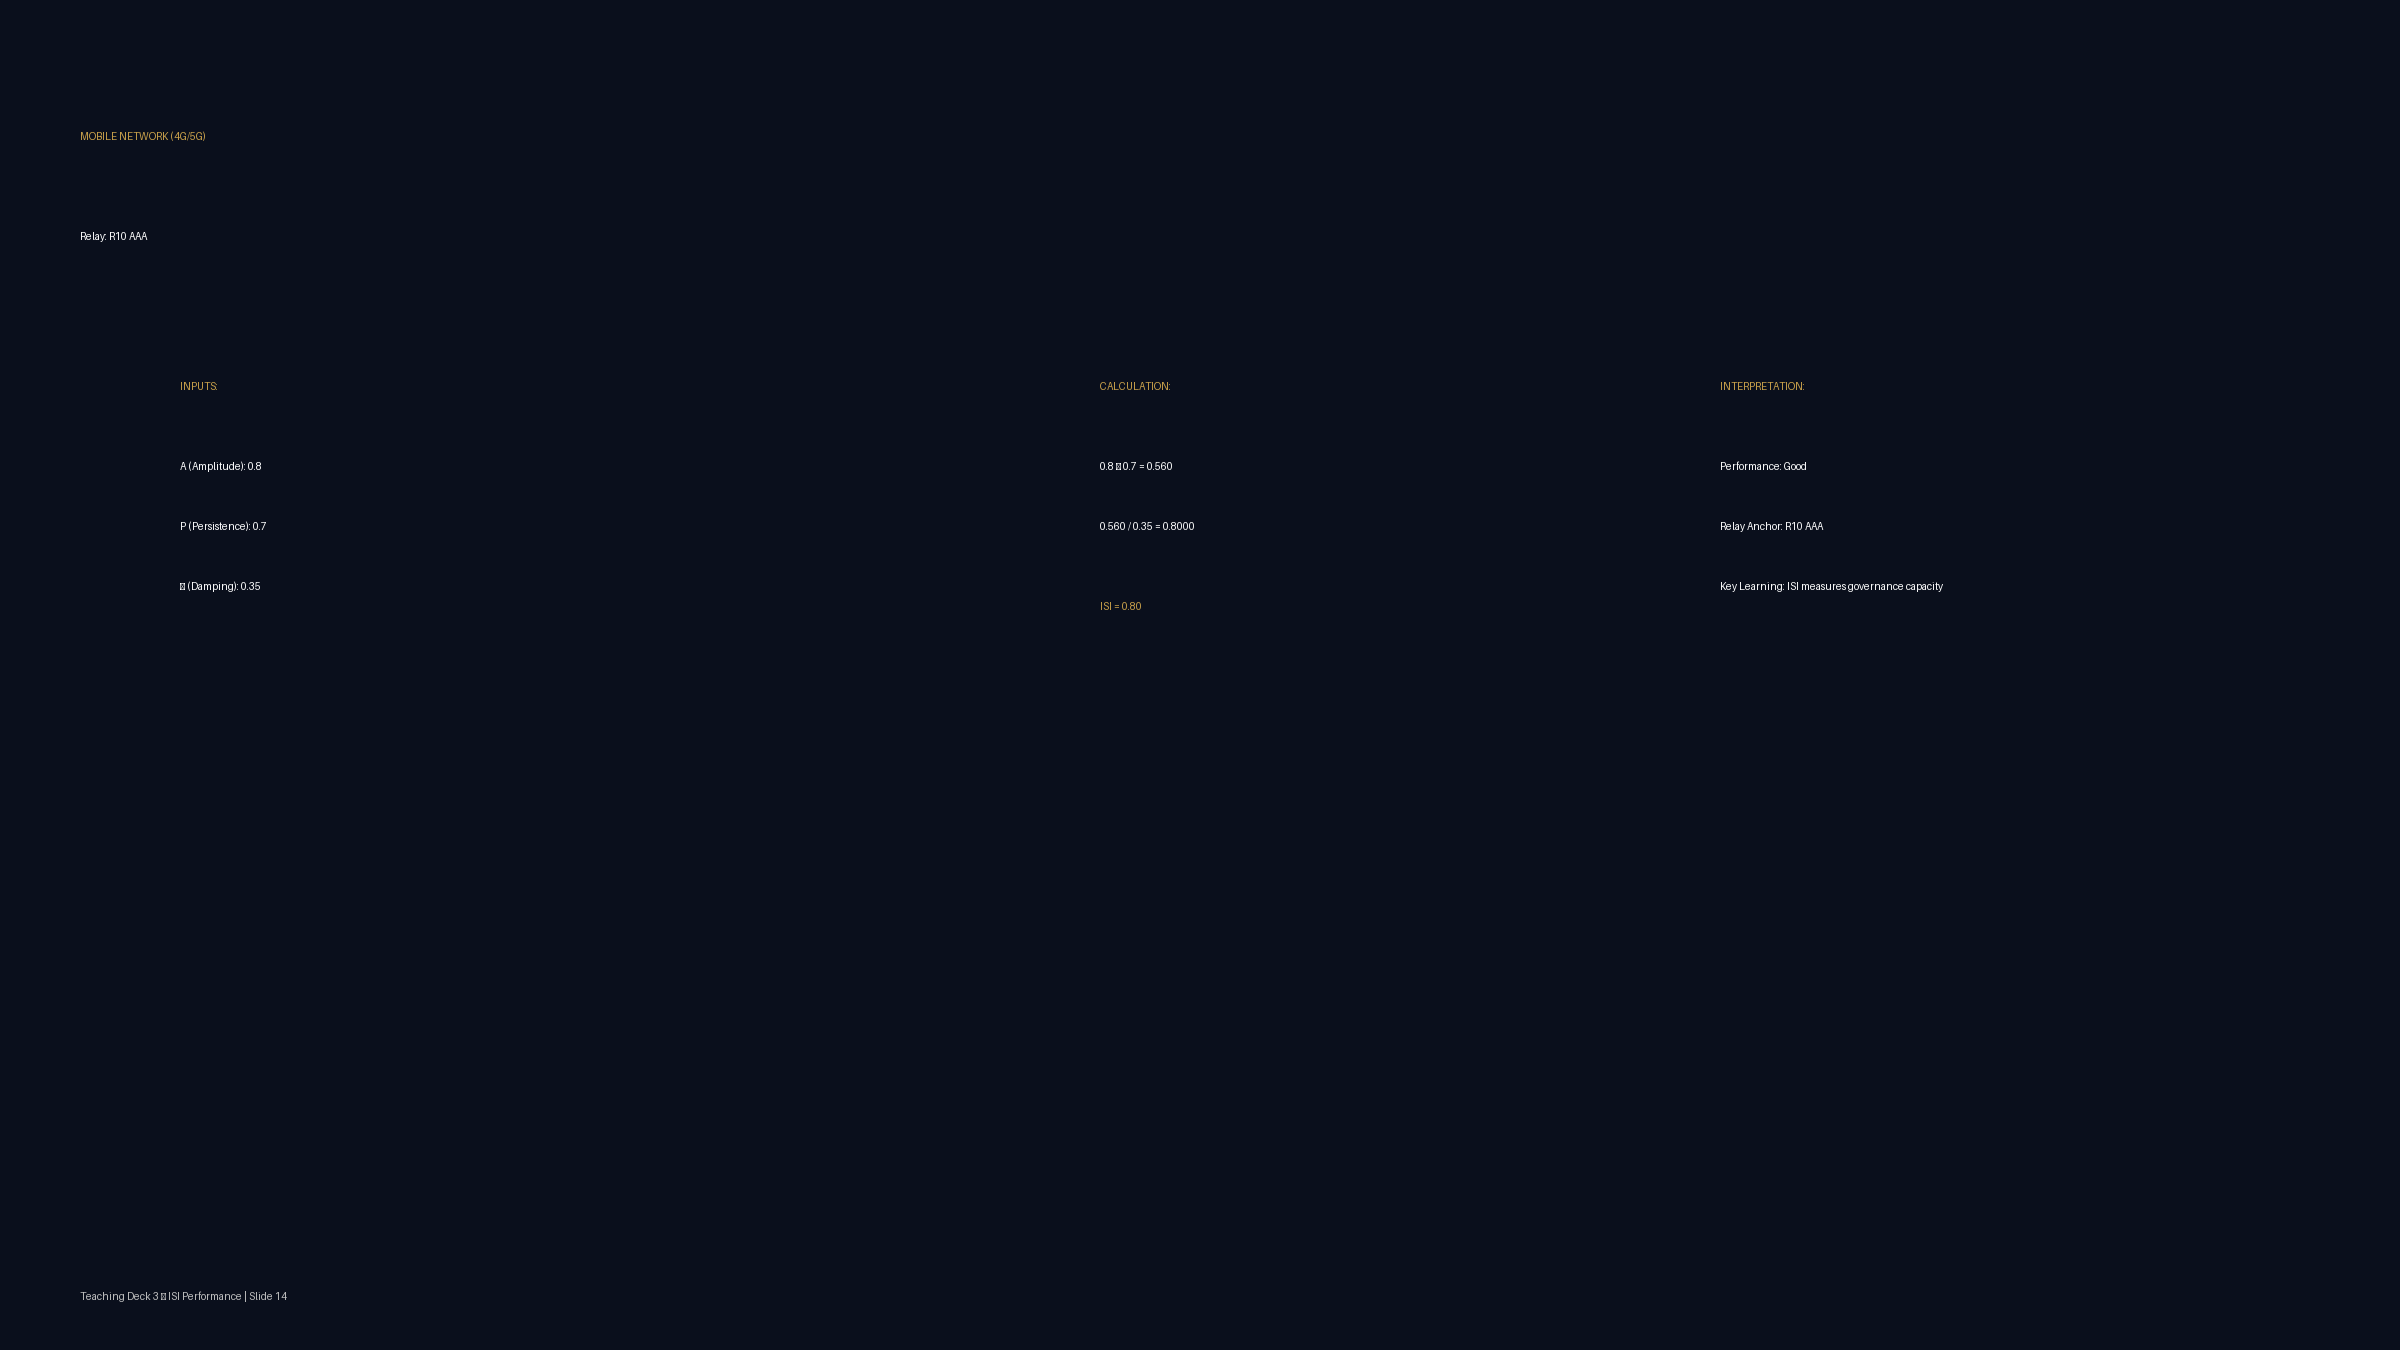 MOBILE NETWORK (4G/5G)
Relay: R10 AAA
INPUTS:
A (Amplitude): 0.8
P (Persistence): 0.7
▯ (Damping): 0.35
CALCULATION:
0.8 ▯ 0.7 = 0.560
0.560 / 0.35 = 0.8000
ISI = 0.80
INTERPRETATION:
Performance: Good
Relay Anchor: R10 AAA
Key Learning: ISI measures governance capacity
Teaching Deck 3 ▯ ISI Performance | Slide 14